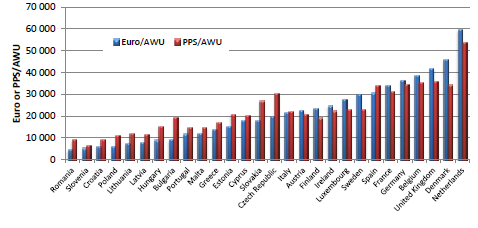 Euro or PPS/AWU
70 000
60 000
50 000
40 000
30 000
20 000
10 000
0
Euro/AWU PPS/AWU
Romania
Slovenia
Croatia
Poland
Lithuania
Latvia
Hungary
Bulgaria
Portugal
Malta
Greece
Estonia
Cyprus
Slovakia
Czech Republic
Italy
Austria
Finland
Ireland
Luxembourg
Sweden
Spain
France
Germany
Belgium
United Kingdom
Denmark
Netherlands